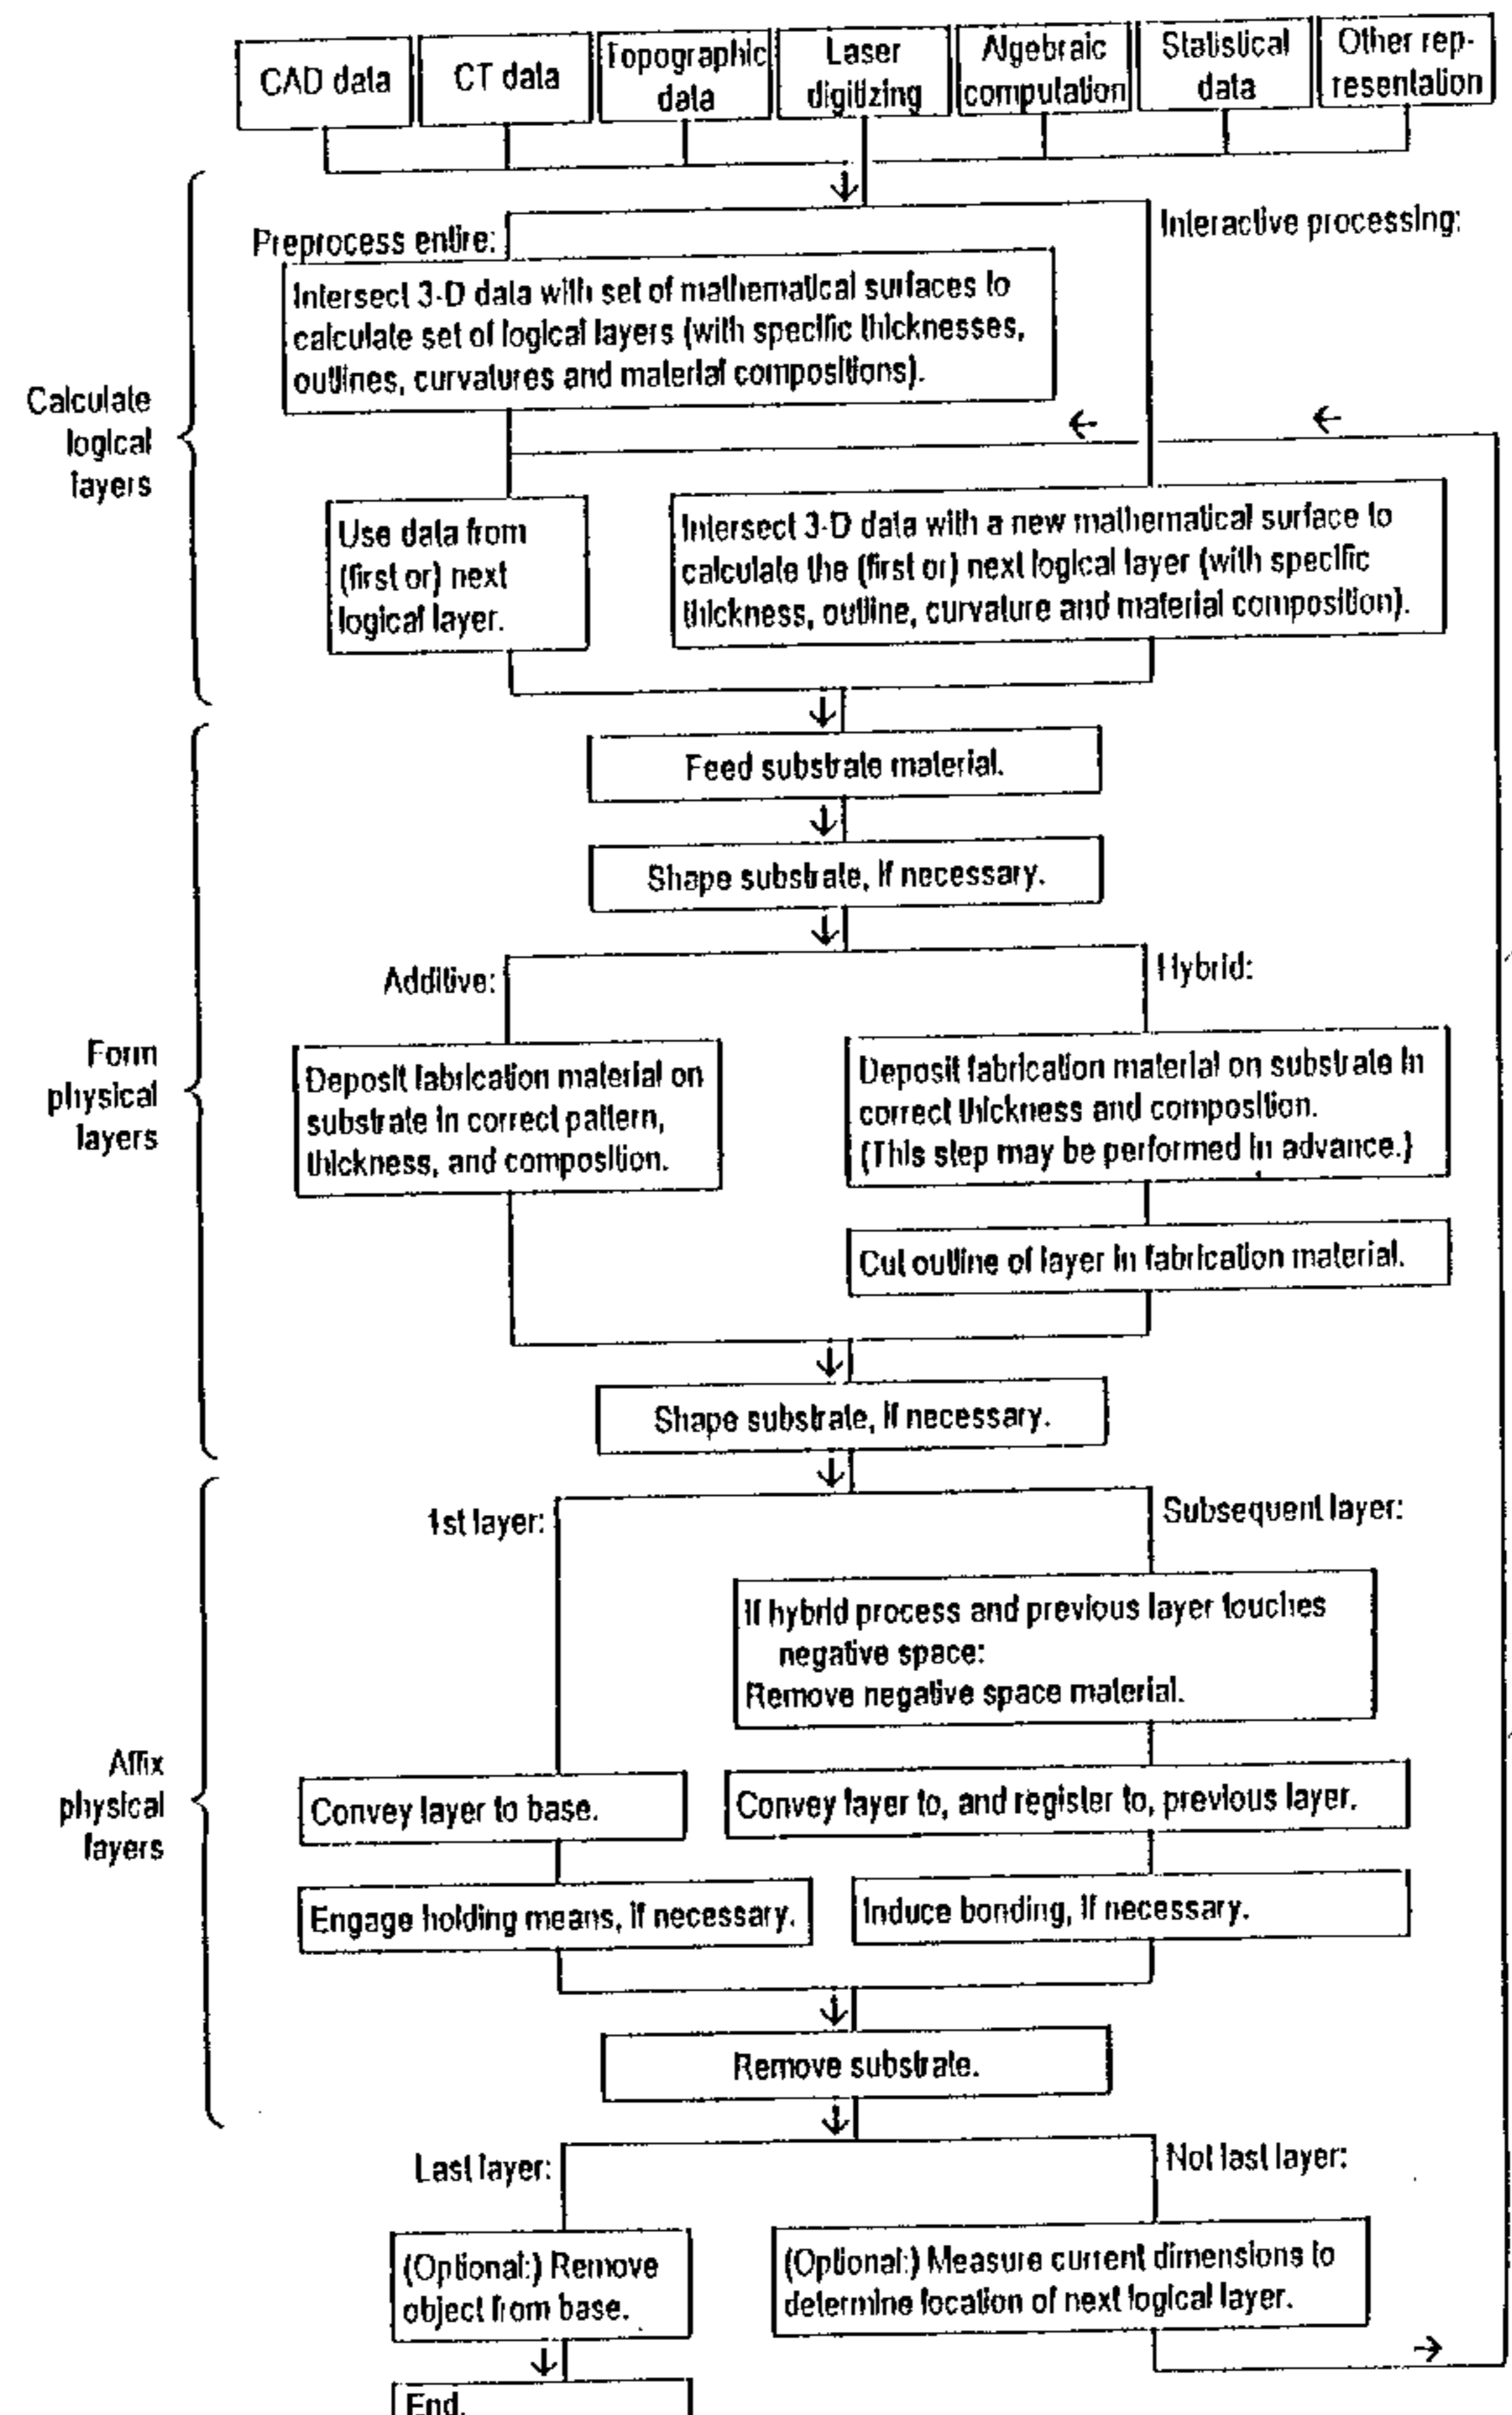 CAD data
CT data
Topographic
data
Laser
digitizing
Algebraic
computation
Statistical
data
Other rep-
resentation
Calculate
logical
layers
Preprocess entire:
Interactive processing:
Intersect 3-D data with set of mathematical surfaces to
calculate set of logical layers (with specific thicknesses,
outlines, curvatures and material compositions).
Use data from
(first or) next
logical layer.
Intersect 3-D data with a new mathematical surface to
calculate the (first or) next logical layer (with specific
thickness, outline, curvature and material composition).
Form
physical
layers
Feed substrate material.
Shape substrate, if necessary.
Additive:
Hybrid:
Deposit fabrication material on
substrate in correct pattern,
thickness, and composition.
Deposit fabrication material on substrate in
correct thickness and composition.
(This step may be performed in advance.)
Cut outline of layer in fabrication material.
Shape substrate, if necessary.
Affix
physical
layers
1st layer:
Subsequent layer:
If hybrid process and previous layer touches
negative space:
Remove negative space material.
Convey layer to base.
Convey layer to, and register to, previous layer.
Engage holding means, if necessary.
Induce bonding, if necessary.
Remove substrate.
Last layer:
Not last layer:
(Optional:) Remove
object from base.
(Optional:) Measure current dimensions to
determine location of next logical layer.
End.